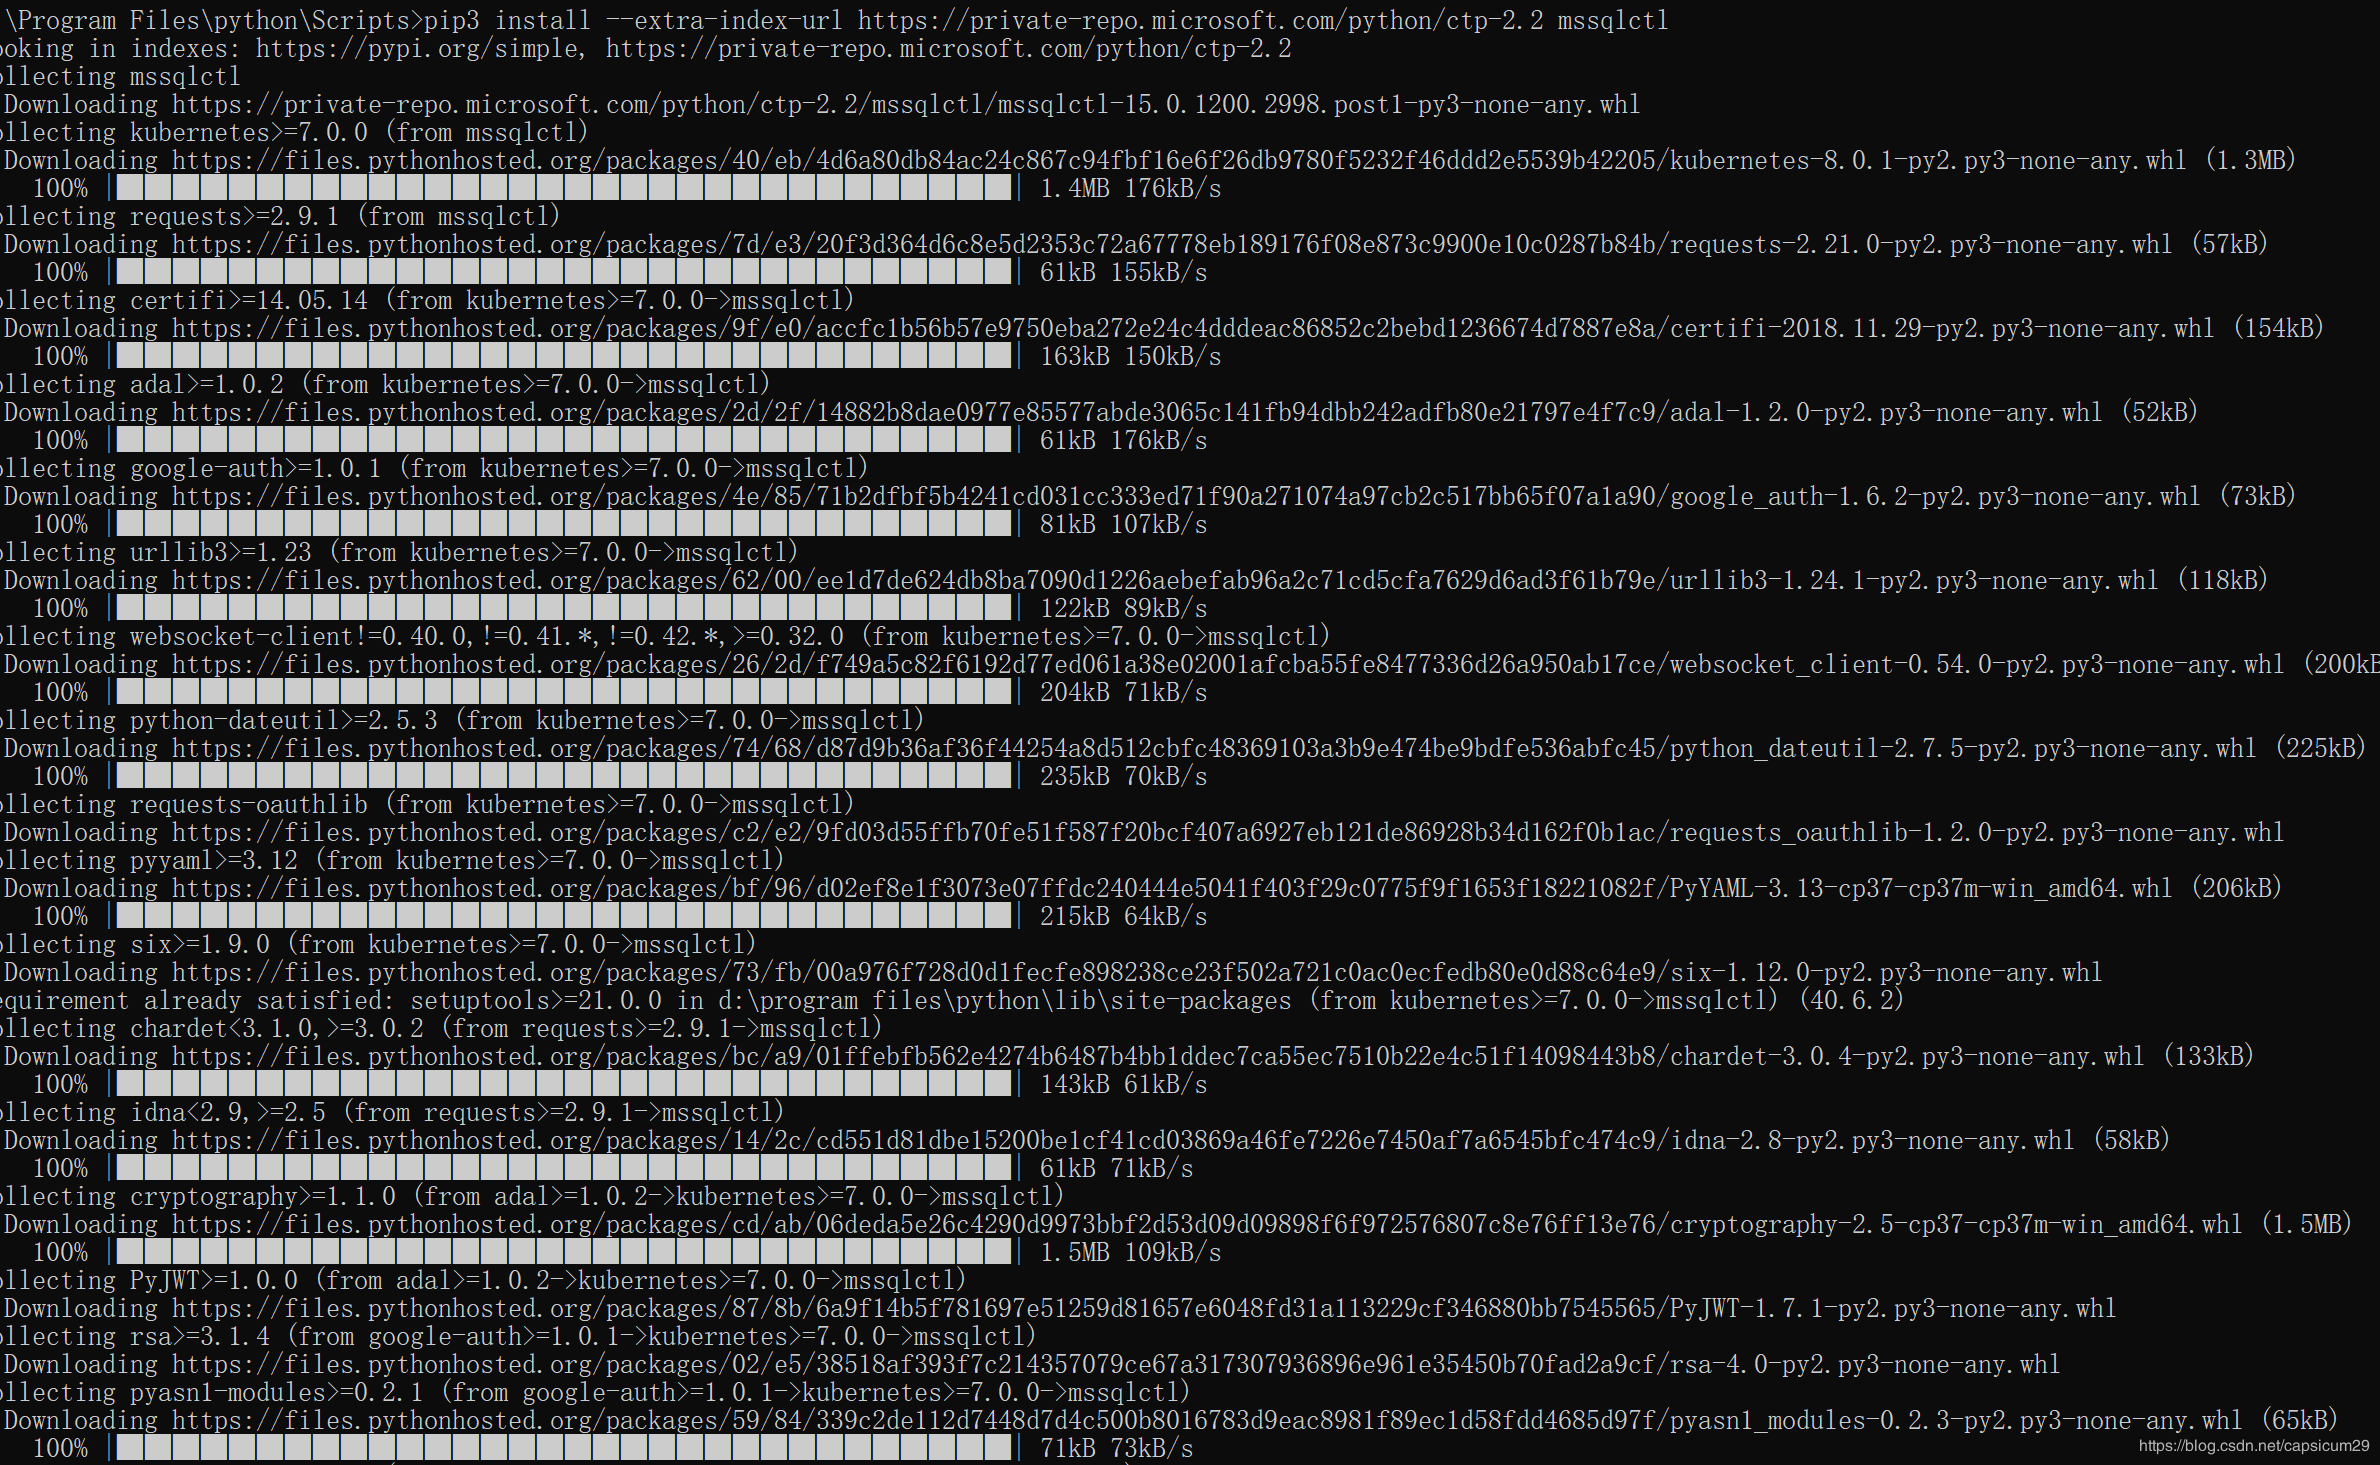 \Program Files\python\Scripts>pip3 install --extra-index-url https://private-repo.microsoft.com/python/ctp-2.2 mssqlctl
ooking in indexes: https://pypi.org/simple, https://private-repo.microsoft.com/python/ctp-2.2
ollecting mssqlctl
Downloading https://private-repo.microsoft.com/python/ctp-2.2/mssqlctl/mssqlctl-15.0.1200.2998.post1-py3-none-any.whl
ollecting kubernetes>=7.0.0 (from mssqlctl)
Downloading https://files.pythonhosted.org/packages/40/eb/4d6a80db84ac24c867c94fbf16e6f26db9780f5232f46ddd2e5539b42205/kubernetes-8.0.1-py2.py3-none-any.whl (1.3MB)
100% | 1.4MB 176kB/s
ollecting requests>=2.9.1 (from mssqlctl)
Downloading https://files.pythonhosted.org/packages/7d/e3/20f3d364d6c8e5d2353c72a67778eb189176f08e873c9900e10c0287b84b/requests-2.21.0-py2.py3-none-any.whl (57kB)
100% | 61kB 155kB/s
ollecting certifi>=14.05.14 (from kubernetes>=7.0.0->mssqlctl)
Downloading https://files.pythonhosted.org/packages/9f/e0/accfc1b56b57e9750eba272e24c4dddeac86852c2bebd1236674d7887e8a/certifi-2018.11.29-py2.py3-none-any.whl (154kB)
100% | 163kB 150kB/s
ollecting adal>=1.0.2 (from kubernetes>=7.0.0->mssqlctl)
Downloading https://files.pythonhosted.org/packages/2d/2f/14882b8dae0977e85577abde3065c141fb94dbb242adfb80e21797e4f7c9/adal-1.2.0-py2.py3-none-any.whl (52kB)
100% | 61kB 176kB/s
ollecting google-auth>=1.0.1 (from kubernetes>=7.0.0->mssqlctl)
Downloading https://files.pythonhosted.org/packages/4e/85/71b2dfbf5b4241cd031cc333ed71f90a271074a97cb2c517bb65f07a1a90/google_auth-1.6.2-py2.py3-none-any.whl (73kB)
100% | 81kB 107kB/s
ollecting urllib3>=1.23 (from kubernetes>=7.0.0->mssqlctl)
Downloading https://files.pythonhosted.org/packages/62/00/ee1d7de624db8ba7090d1226aebefab96a2c71cd5cfa7629d6ad3f61b79e/urllib3-1.24.1-py2.py3-none-any.whl (118kB)
100% | 122kB 89kB/s
ollecting websocket-client!=0.40.0,!=0.41.*,!=0.42.*,>=0.32.0 (from kubernetes>=7.0.0->mssqlctl)
Downloading https://files.pythonhosted.org/packages/26/2d/f749a5c82f6192d77ed061a38e02001afcba55fe8477336d26a950ab17ce/websocket_client-0.54.0-py2.py3-none-any.whl (200kB
100% | 204kB 71kB/s
ollecting python-dateutil>=2.5.3 (from kubernetes>=7.0.0->mssqlctl)
Downloading https://files.pythonhosted.org/packages/74/68/d87d9b36af36f44254a8d512cbfc48369103a3b9e474be9bdfe536abfc45/python_dateutil-2.7.5-py2.py3-none-any.whl (225kB)
100% | 235kB 70kB/s
ollecting requests-oauthlib (from kubernetes>=7.0.0->mssqlctl)
Downloading https://files.pythonhosted.org/packages/c2/e2/9fd03d55ffb70fe51f587f20bcf407a6927eb121de86928b34d162f0b1ac/requests_oauthlib-1.2.0-py2.py3-none-any.whl
ollecting pyyaml>=3.12 (from kubernetes>=7.0.0->mssqlctl)
Downloading https://files.pythonhosted.org/packages/bf/96/d02ef8e1f3073e07ffdc240444e5041f403f29c0775f9f1653f18221082f/PyYAML-3.13-cp37-cp37m-win_amd64.whl (206kB)
100% | 215kB 64kB/s
ollecting six>=1.9.0 (from kubernetes>=7.0.0->mssqlctl)
Downloading https://files.pythonhosted.org/packages/73/fb/00a976f728d0d1fecfe898238ce23f502a721c0ac0ecfedb80e0d88c64e9/six-1.12.0-py2.py3-none-any.whl
equirement already satisfied: setuptools>=21.0.0 in d:\program files\python\lib\site-packages (from kubernetes>=7.0.0->mssqlctl) (40.6.2)
ollecting chardet<3.1.0,>=3.0.2 (from requests>=2.9.1->mssqlctl)
Downloading https://files.pythonhosted.org/packages/bc/a9/01ffebfb562e4274b6487b4bb1ddec7ca55ec7510b22e4c51f14098443b8/chardet-3.0.4-py2.py3-none-any.whl (133kB)
100% | 143kB 61kB/s
ollecting idna<2.9,>=2.5 (from requests>=2.9.1->mssqlctl)
Downloading https://files.pythonhosted.org/packages/14/2c/cd551d81dbe15200be1cf41cd03869a46fe7226e7450af7a6545bfc474c9/idna-2.8-py2.py3-none-any.whl (58kB)
100% | 61kB 71kB/s
ollecting cryptography>=1.1.0 (from adal>=1.0.2->kubernetes>=7.0.0->mssqlctl)
Downloading https://files.pythonhosted.org/packages/cd/ab/06deda5e26c4290d9973bbf2d53d09d09898f6f972576807c8e76ff13e76/cryptography-2.5-cp37-cp37m-win_amd64.whl (1.5MB)
100% | 1.5MB 109kB/s
ollecting PyJWT>=1.0.0 (from adal>=1.0.2->kubernetes>=7.0.0->mssqlctl)
Downloading https://files.pythonhosted.org/packages/87/8b/6a9f14b5f781697e51259d81657e6048fd31a113229cf346880bb7545565/PyJWT-1.7.1-py2.py3-none-any.whl
ollecting rsa>=3.1.4 (from google-auth>=1.0.1->kubernetes>=7.0.0->mssqlctl)
Downloading https://files.pythonhosted.org/packages/02/e5/38518af393f7c214357079ce67a317307936896e961e35450b70fad2a9cf/rsa-4.0-py2.py3-none-any.whl
ollecting pyasn1-modules>=0.2.1 (from google-auth>=1.0.1->kubernetes>=7.0.0->mssqlctl)
Downloading https://files.pythonhosted.org/packages/59/84/339c2de112d7448d7d4c500b8016783d9eac8981f89ec1d58fdd4685d97f/pyasn1_modules-0.2.3-py2.py3-none-any.whl (65kB)
100% | 71kB 73kB/s
https://blog.csdn.net/capsicum29